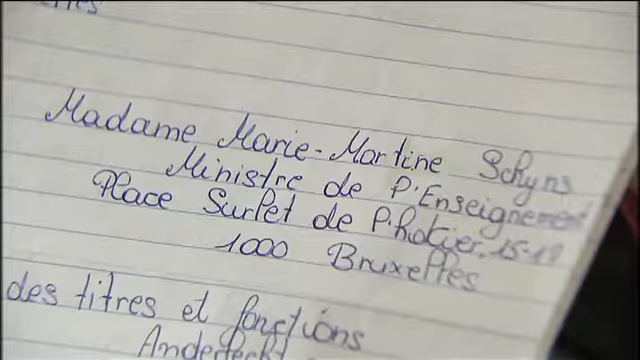 Madame Marie-Martine Schyns
Ministre de l'Enseignement
Place Surlet de Chokier, 15-19
1000 Bruxelles
des titres et fonctions
Anderlecht